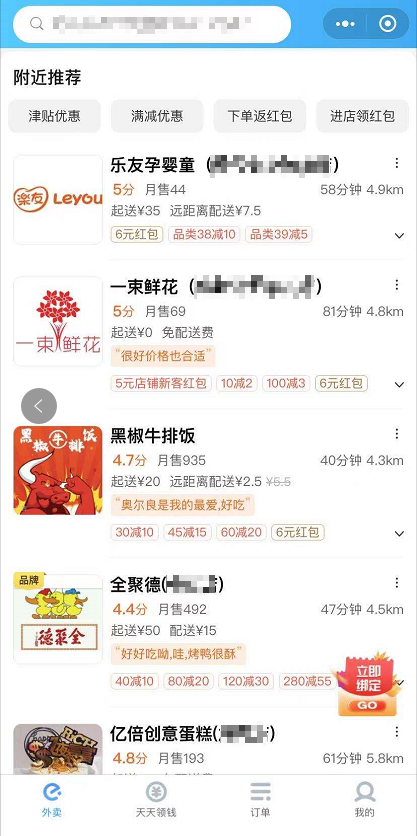 附近推荐
津贴优惠 满减优惠 下单返红包 进店领红包
樂友 Leyou
乐友孕婴童（
）
5分 月售44 58分钟 4.9km
起送¥35 远距离配送¥7.5
6元红包 品类38减10 品类39减5
一束鲜花
一束鲜花（
）
5分 月售69 81分钟 4.8km
起送¥0 免配送费
“很好价格也合适”
5元店铺新客红包 10减2 100减3 6元红包
黑椒牛排饭
黑椒牛排饭
4.7分 月售935 40分钟 4.3km
起送¥20 远距离配送¥2.5 ¥5.5
“奥尔良是我的最爱,好吃”
30减10 45减15 60减20 6元红包
品牌
德聚全
全聚德(
)
4.4分 月售492 47分钟 4.5km
起送¥50 配送¥15
“好好吃呦,哇,烤鸭很酥”
40减10 80减20 120减30 280减55
立即
绑定
GO
亿倍创意蛋糕(
)
4.8分 月售193 61分钟 5.8km
外卖 天天领钱 订单 我的